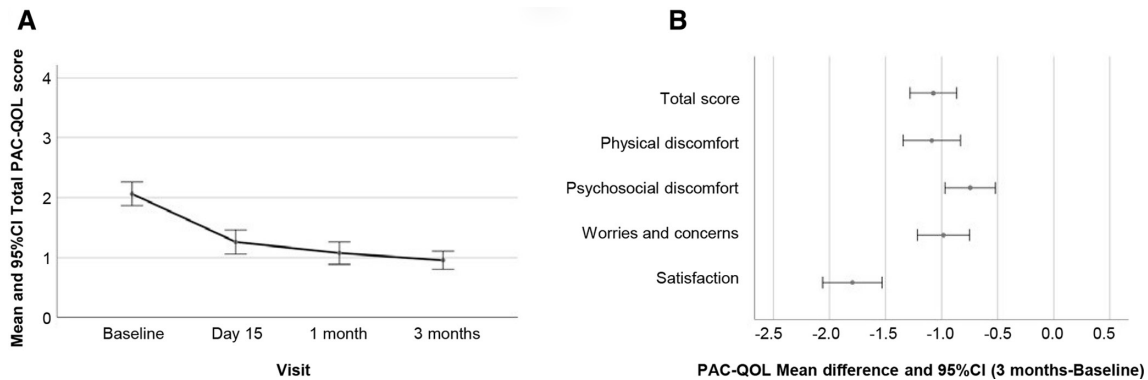 A
Mean and 95%CI Total PAC-QOL score
4
3
2
1
0
Baseline
Day 15
1 month
3 months
Visit
B
Total score
Physical discomfort
Psychosocial discomfort
Worries and concerns
Satisfaction
-2.5
-2.0
-1.5
-1.0
-0.5
0.0
0.5
PAC-QOL Mean difference and 95%CI (3 months-Baseline)